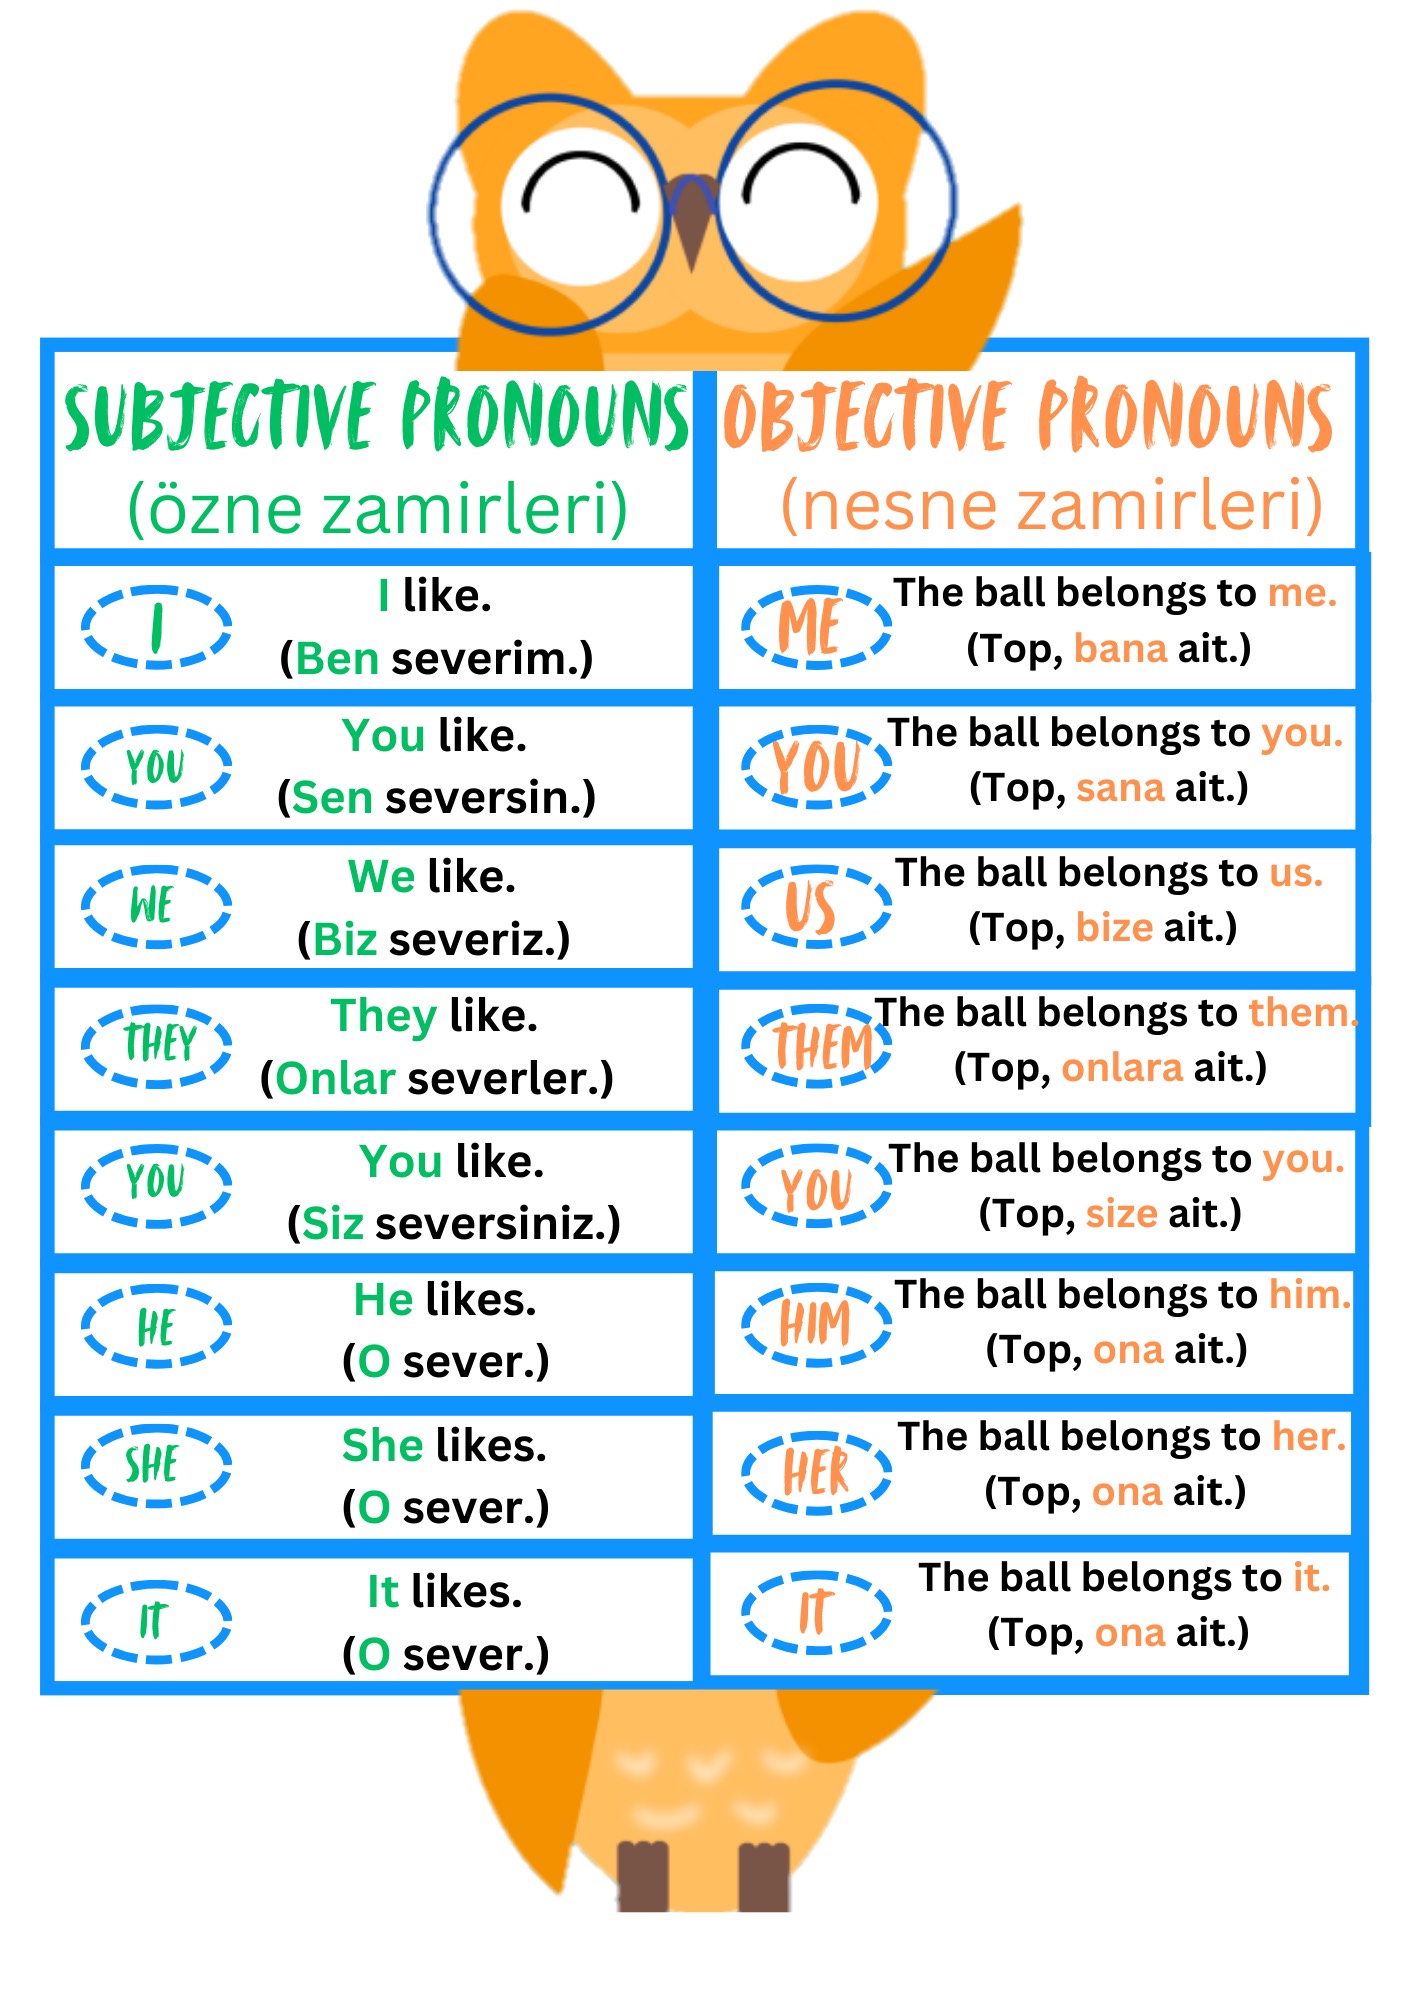 SUBJECTIVE PRONOUNS
(özne zamirleri)
OBJECTIVE PRONOUNS
(nesne zamirleri)
I
I like.
(Ben severim.)
ME
The ball belongs to me.
(Top, bana ait.)
YOU
You like.
(Sen seversin.)
YOU
The ball belongs to you.
(Top, sana ait.)
WE
We like.
(Biz severiz.)
US
The ball belongs to us.
(Top, bize ait.)
THEY
They like.
(Onlar severler.)
THEM
The ball belongs to them.
(Top, onlara ait.)
YOU
You like.
(Siz seversiniz.)
YOU
The ball belongs to you.
(Top, size ait.)
HE
He likes.
(O sever.)
HIM
The ball belongs to him.
(Top, ona ait.)
SHE
She likes.
(O sever.)
HER
The ball belongs to her.
(Top, ona ait.)
IT
It likes.
(O sever.)
IT
The ball belongs to it.
(Top, ona ait.)